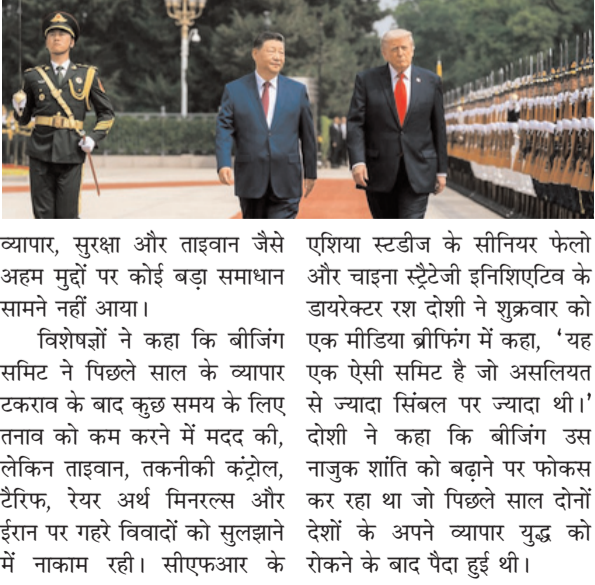 व्यापार, सुरक्षा और ताइवान जैसे
अहम मुद्दों पर कोई बड़ा समाधान
सामने नहीं आया।
विशेषज्ञों ने कहा कि बीजिंग
समिट ने पिछले साल के व्यापार
टकराव के बाद कुछ समय के लिए
तनाव को कम करने में मदद की,
लेकिन ताइवान, तकनीकी कंट्रोल,
टैरिफ, रेयर अर्थ मिनरल्स और
ईरान पर गहरे विवादों को सुलझाने
में नाकाम रही। सीएफआर के
एशिया स्टडीज के सीनियर फेलो
और चाइना स्ट्रैटेजी इनिशिएटिव के
डायरेक्टर रश दोशी ने शुक्रवार को
एक मीडिया ब्रीफिंग में कहा, ‘यह
एक ऐसी समिट है जो असलियत
से ज्यादा सिंबल पर ज्यादा थी।’
दोशी ने कहा कि बीजिंग उस
नाजुक शांति को बढ़ाने पर फोकस
कर रहा था जो पिछले साल दोनों
देशों के अपने व्यापार युद्ध को
रोकने के बाद पैदा हुई थी।